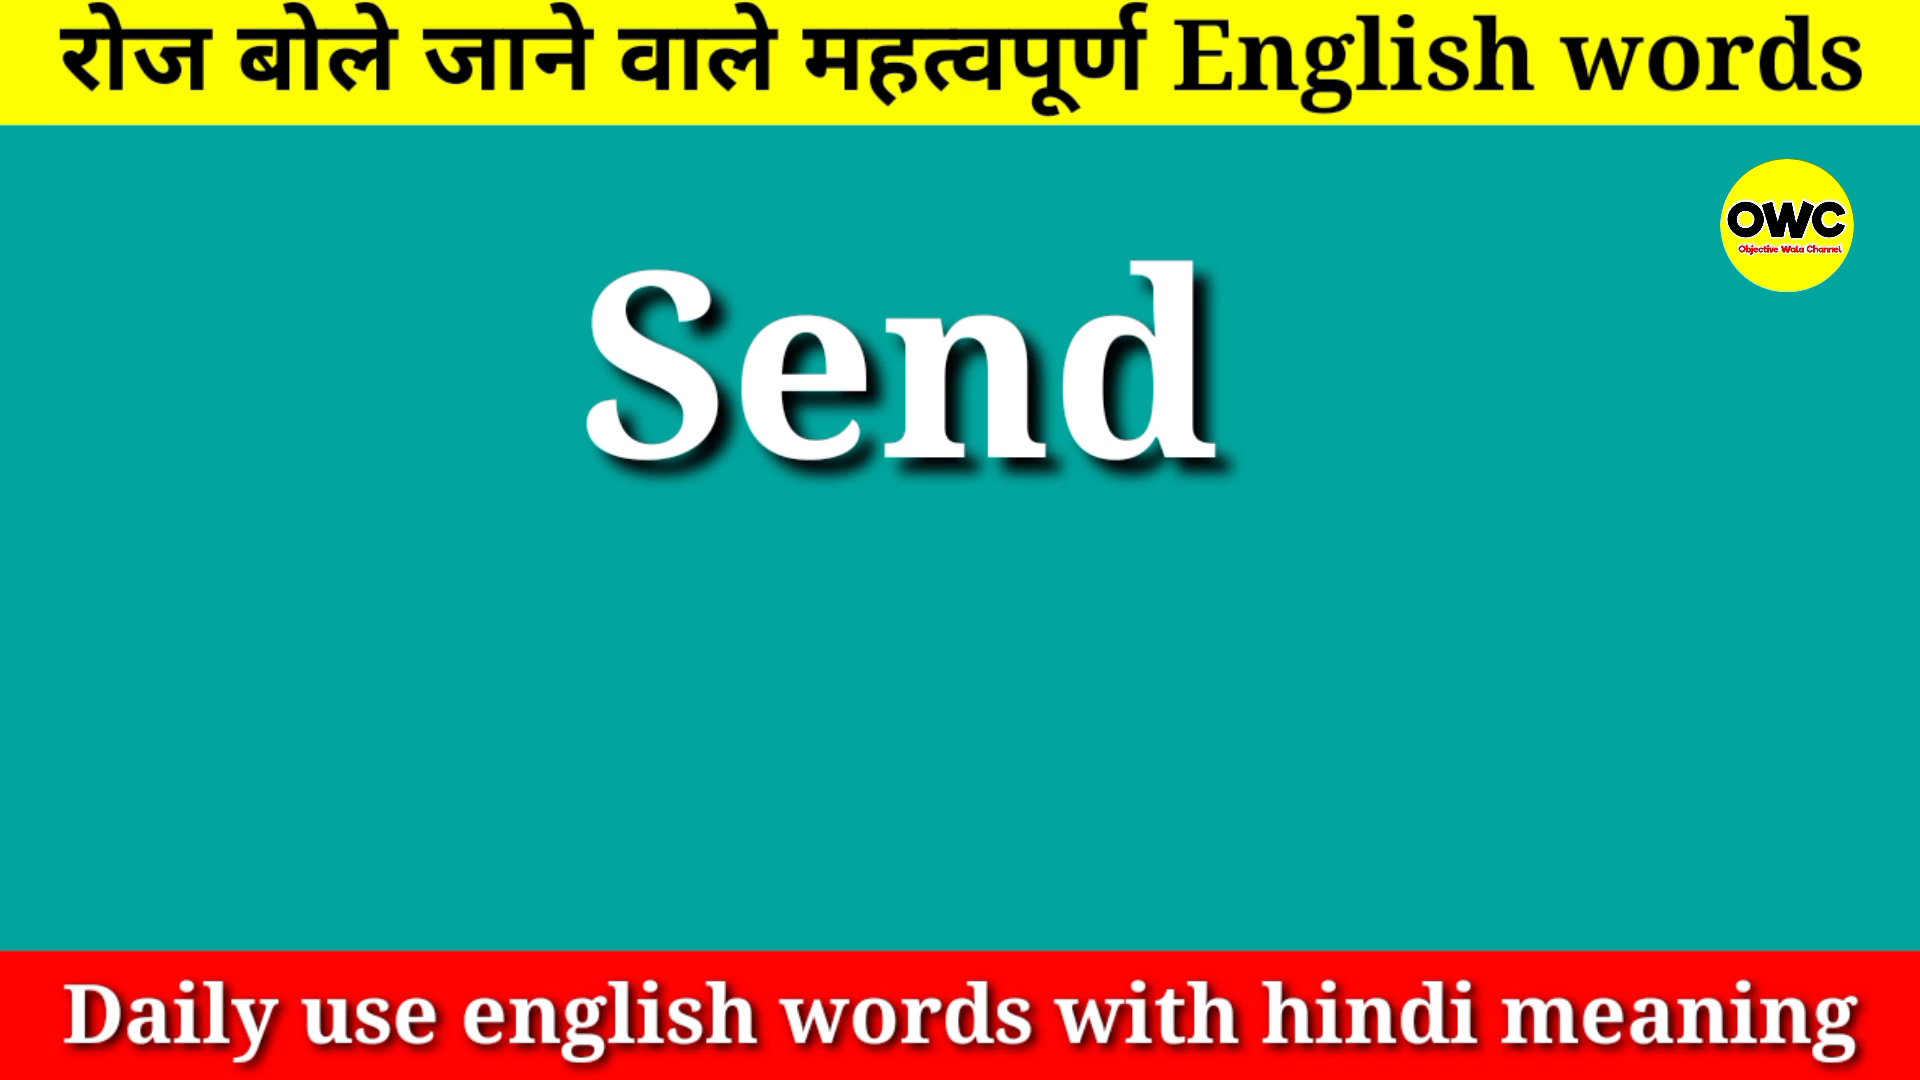 रोज बोले जाने वाले महत्वपूर्ण English words
OWC
Objective Wala Channel
Send
Daily use english words with hindi meaning